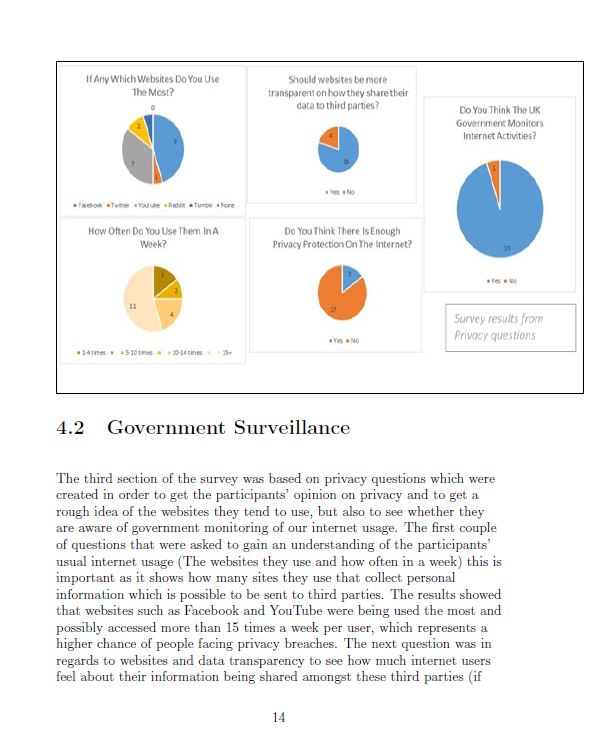 If Any Which Websites Do You Use
The Most?
0
2
9
7
1
Facebook Twitter Youtube Reddit Tumblr None
Should websites be more
transparent on how they share their
data to third parties?
4
16
Yes No
Do You Think The UK
Government Monitors
Internet Activities?
1
19
Yes No
How Often Do You Use Them In A
Week?
3
2
11
4
1-4 times 5-10 times 10-14 times 15+
Do You Think There Is Enough
Privacy Protection On The Internet?
3
17
Yes No
Survey results from
Privacy questions
4.2 Government Surveillance
The third section of the survey was based on privacy questions which were
created in order to get the participants' opinion on privacy and to get a
rough idea of the websites they tend to use, but also to see whether they
are aware of government monitoring of our internet usage. The first couple
of questions that were asked to gain an understanding of the participants'
usual internet usage (The websites they use and how often in a week) this is
important as it shows how many sites they use that collect personal
information which is possible to be sent to third parties. The results showed
that websites such as Facebook and YouTube were being used the most and
possibly accessed more than 15 times a week per user, which represents a
higher chance of people facing privacy breaches. The next question was in
regards to websites and data transparency to see how much internet users
feel about their information being shared amongst these third parties (if
14